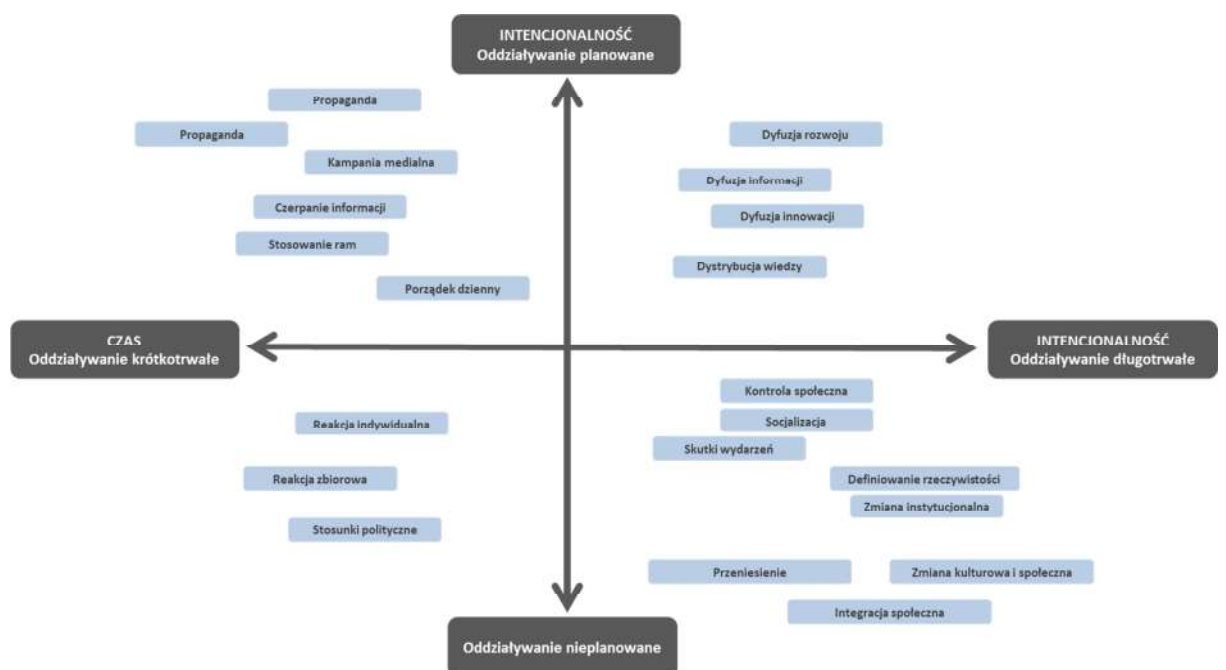 INTENCJONALNOŚĆ
Oddziaływanie planowane
Propaganda
Propaganda
Kampania medialna
Czerpanie informacji
Stosowanie ram
Porządek dzienny
Dyfuzja rozwoju
Dyfuzja informacji
Dyfuzja innowacji
Dystrybucja wiedzy
CZAS
Oddziaływanie krótkotrwałe
INTENCJONALNOŚĆ
Oddziaływanie długotrwałe
Reakcja indywidualna
Reakcja zbiorowa
Stosunki polityczne
Kontrola społeczna
Socjalizacja
Skutki wydarzeń
Definiowanie rzeczywistości
Zmiana instytucjonalna
Przeniesienie
Zmiana kulturowa i społeczna
Integracja społeczna
Oddziaływanie nieplanowane